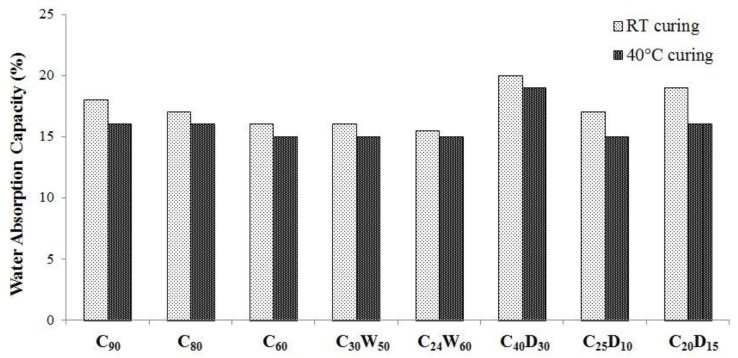 25
RT curing
40°C curing
20
15
10
5
0
Water Absorption Capacity (%)
C₉₀ C₈₀ C₆₀ C₃₀W₅₀ C₂₄W₆₀ C₄₀D₃₀ C₂₅D₁₀ C₂₀D₁₅